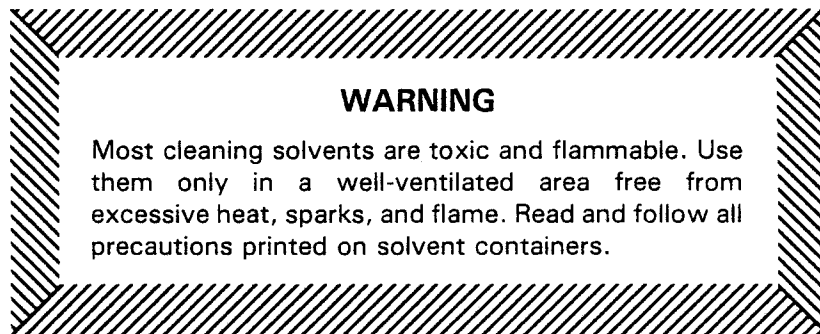 WARNING
Most cleaning solvents are toxic and flammable. Use
them only in a well-ventilated area free from
excessive heat, sparks, and flame. Read and follow all
precautions printed on solvent containers.